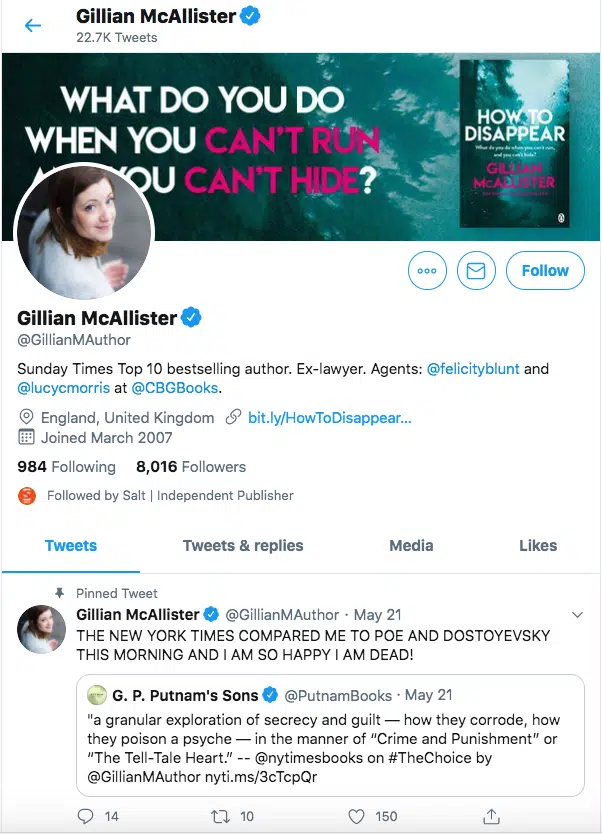 Gillian McAllister
22.7K Tweets
WHAT DO YOU DO
WHEN YOU CAN'T RUN
YOU CAN'T HIDE?
HOW TO
DISAPPEAR
What do you do when you can't run,
and you can't hide?
GILLIAN
McALLISTER
Follow
Gillian McAllister
@GillianMAuthor
Sunday Times Top 10 bestselling author. Ex-lawyer. Agents: @felicityblunt and
@lucycmorris at @CBGBooks.
England, United Kingdom bit.ly/HowToDisappear...
Joined March 2007
984 Following 8,016 Followers
Followed by Salt | Independent Publisher
Tweets Tweets & replies Media Likes
Pinned Tweet
Gillian McAllister @GillianMAuthor · May 21
THE NEW YORK TIMES COMPARED ME TO POE AND DOSTOYEVSKY
THIS MORNING AND I AM SO HAPPY I AM DEAD!
G. P. Putnam's Sons @PutnamBooks · May 21
"a granular exploration of secrecy and guilt — how they corrode, how
they poison a psyche — in the manner of “Crime and Punishment” or
“The Tell-Tale Heart.” -- @nytimesbooks on #TheChoice by
@GillianMAuthor nyti.ms/3cTcpQr
14 10 150